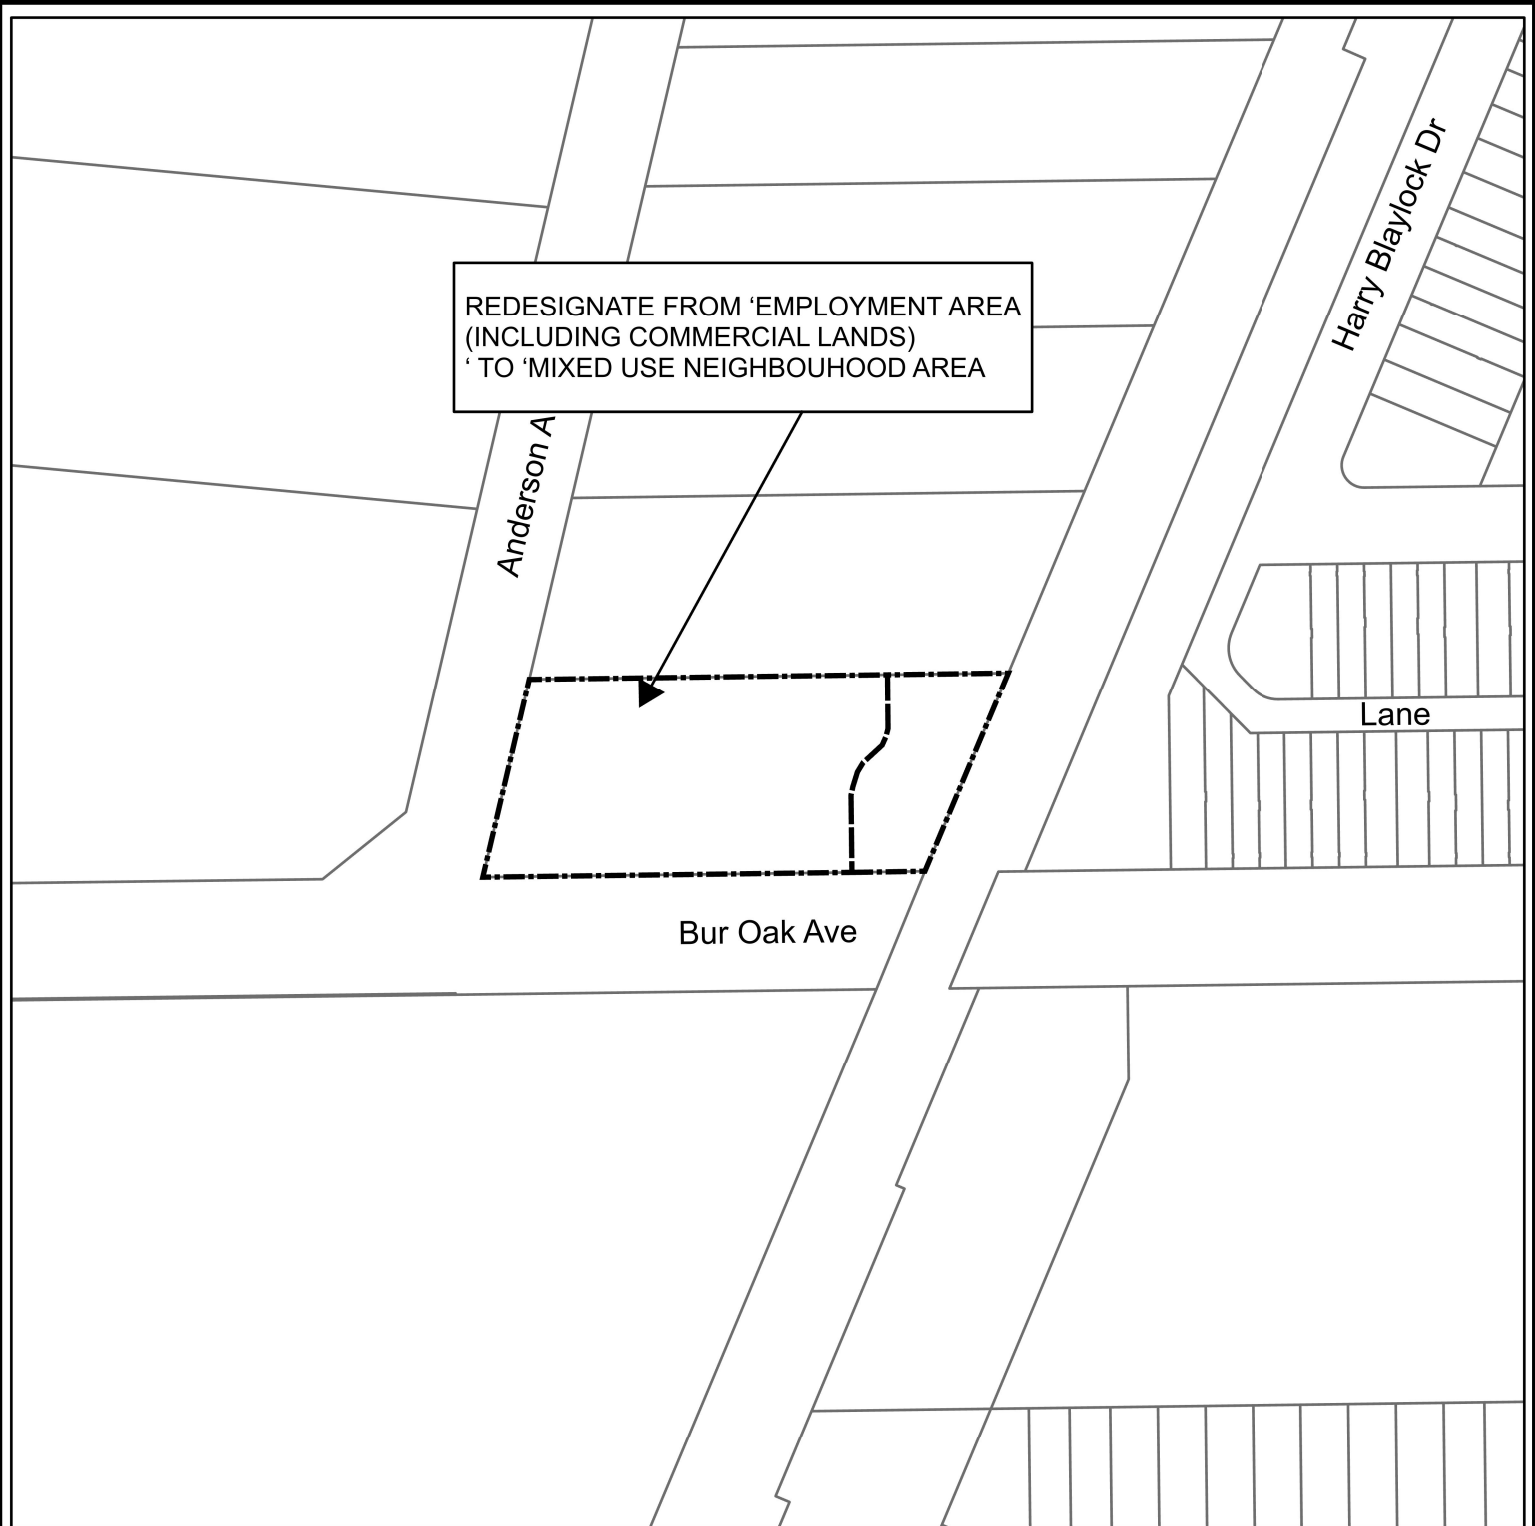 Harry Blaylock Dr
REDESIGNATE FROM ‘EMPLOYMENT AREA
(INCLUDING COMMERCIAL LANDS)
‘ TO ‘MIXED USE NEIGHBOUHOOD AREA
Anderson A
Lane
Bur Oak Ave